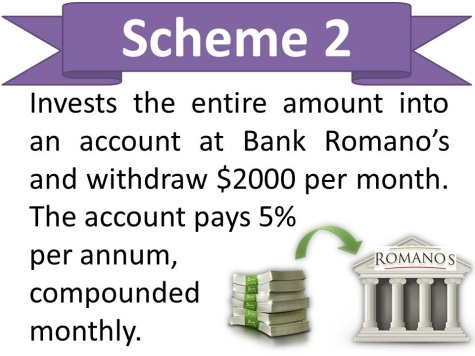 Scheme 2
Invests the entire amount into
an account at Bank Romano’s
and withdraw $2000 per month.
The account pays 5%
per annum,
ROMANO S
compounded
monthly.